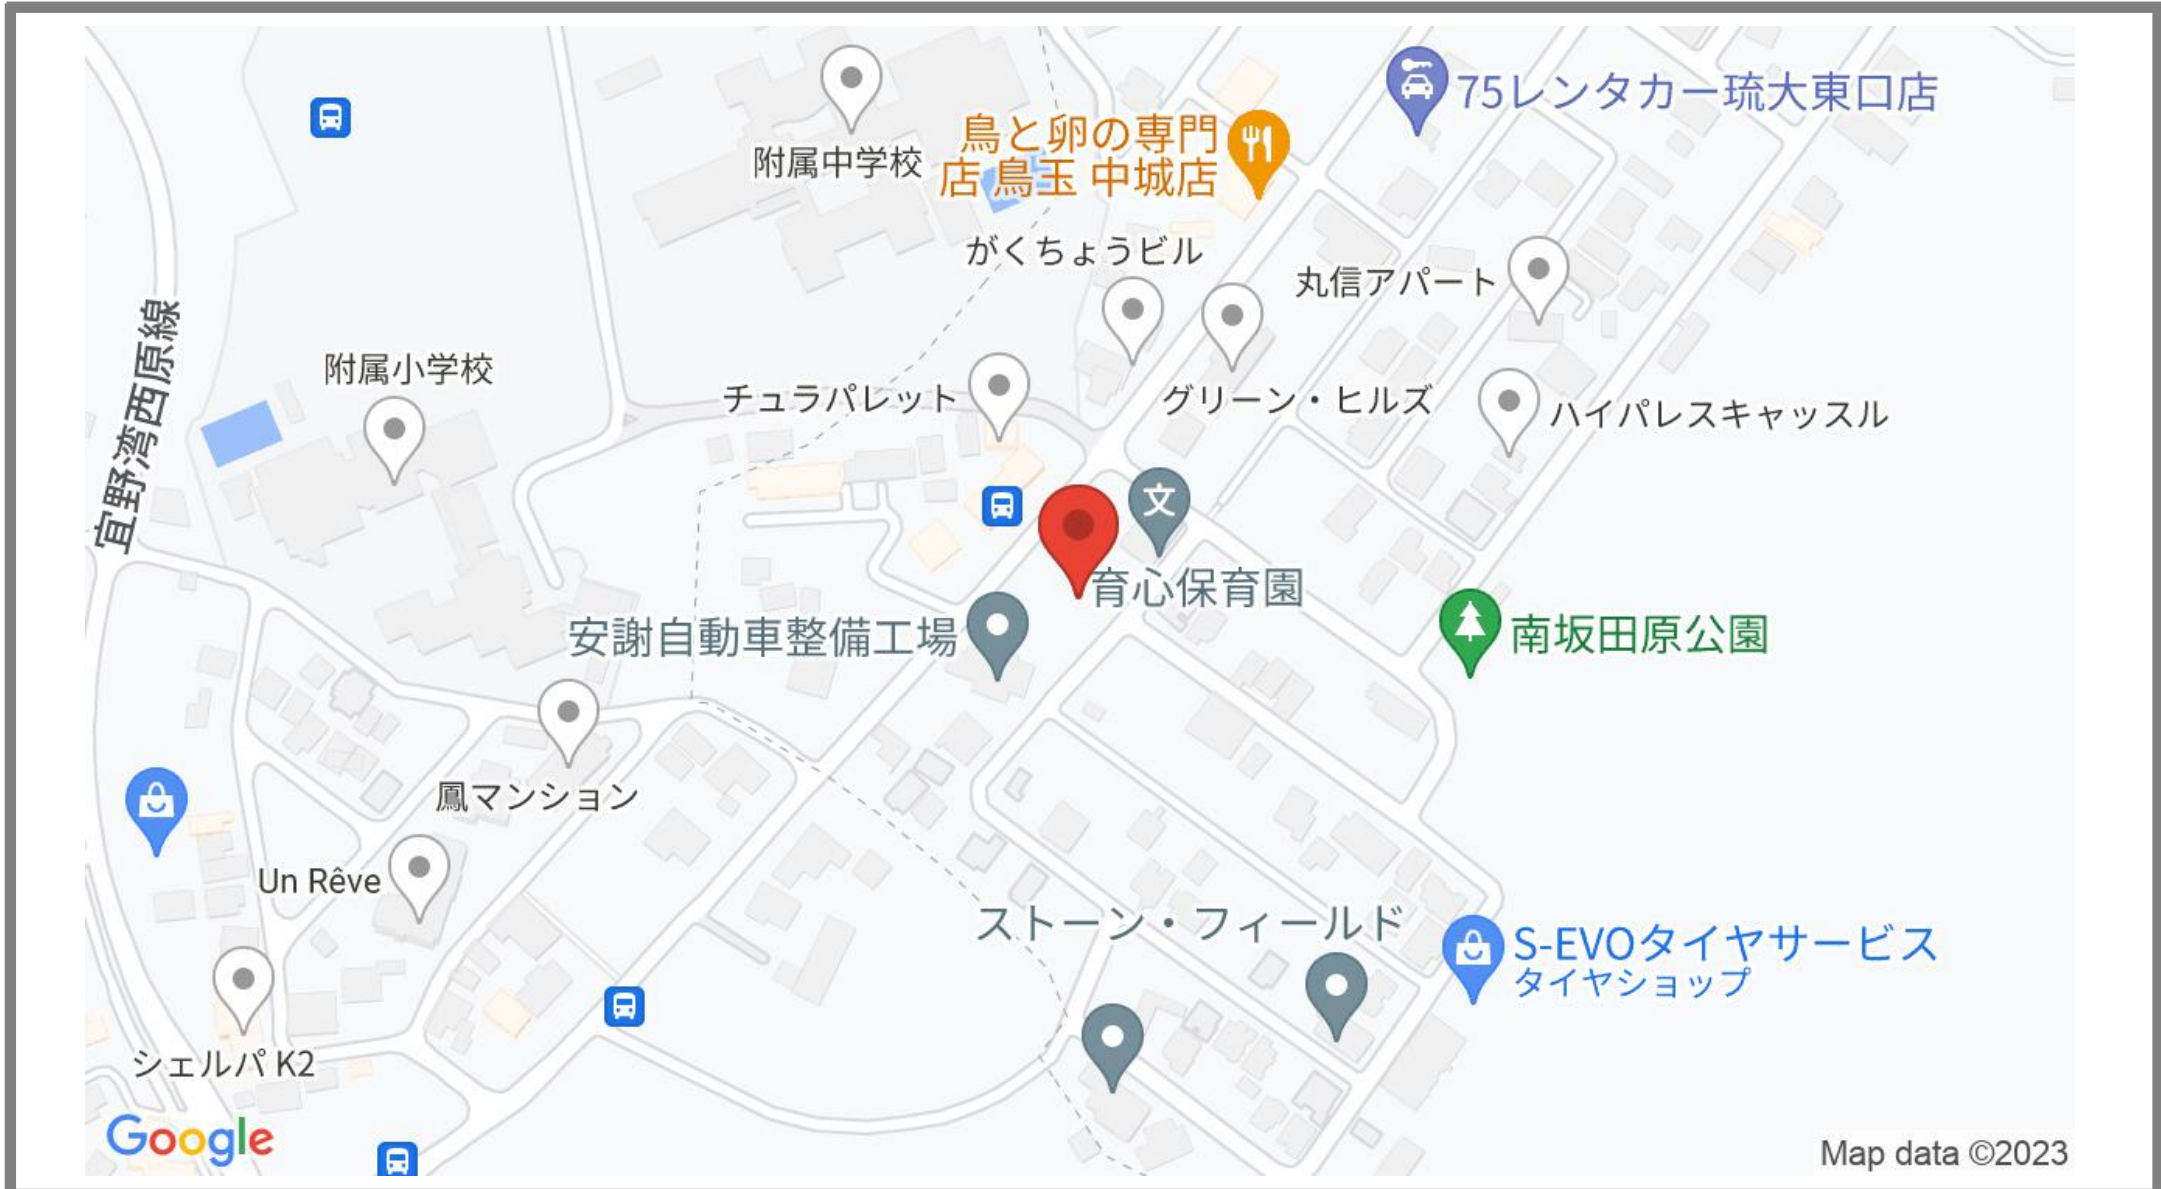 75レンタカー琉大東口店
鳥と卵の専門
店 鳥玉 中城店
附属中学校
がくちょうビル
丸信アパート
宜野湾西原線
附属小学校
チュラパレット
グリーン・ヒルズ
ハイパレスキャッスル
文
育心保育園
安謝自動車整備工場
南坂田原公園
鳳マンション
Un Rêve
ストーン・フィールド
S-EVOタイヤサービス
タイヤショップ
シェルパ K2
Google
Map data ©2023